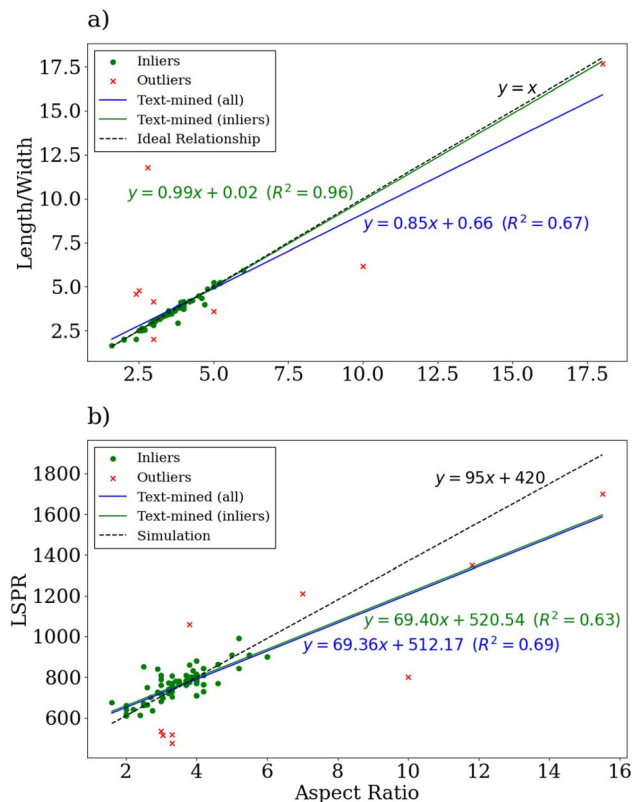 a)
Length/Width
17.5
15.0
12.5
10.0
7.5
5.0
2.5
Inliers
Outliers
Text-mined (all)
Text-mined (inliers)
Ideal Relationship
y = x
y = 0.99x + 0.02 (R² = 0.96)
y = 0.85x + 0.66 (R² = 0.67)
2.5 5.0 7.5 10.0 12.5 15.0 17.5
b)
LSPR
1800
1600
1400
1200
1000
800
600
Inliers
Outliers
Text-mined (all)
Text-mined (inliers)
Simulation
y = 95x + 420
y = 69.40x + 520.54 (R² = 0.63)
y = 69.36x + 512.17 (R² = 0.69)
2 4 6 8 10 12 14 16
Aspect Ratio